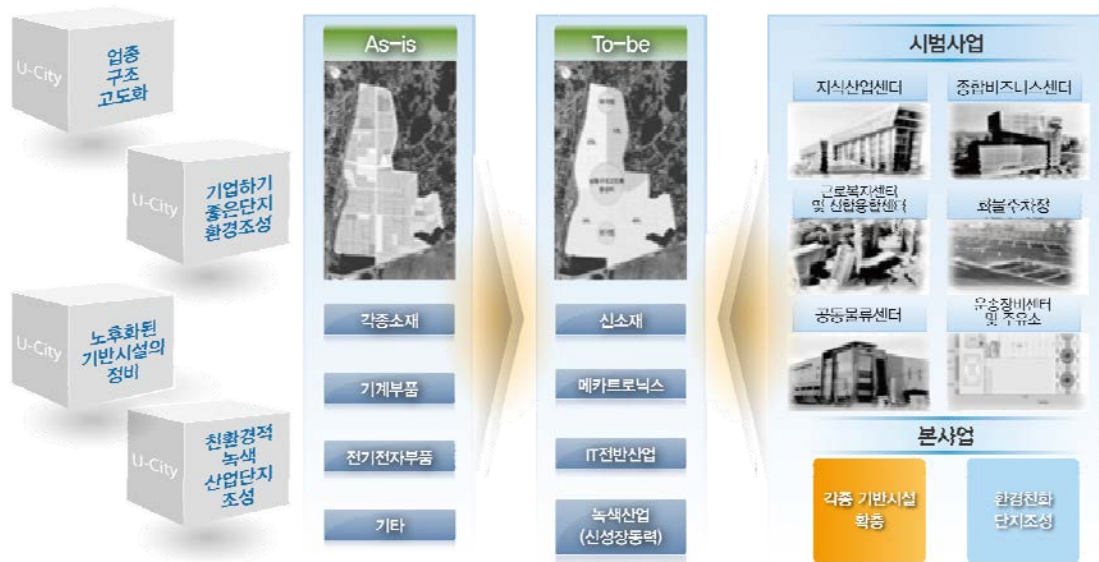 U-City
업종
구조
고도화
U-City
기업하기
좋은단지
환경조성
U-City
노후화된
기반시설의
정비
U-City
친환경적
녹색
산업단지
조성
As-is
각종소재
기계부품
전기전자부품
기타
To-be
신소재
메카트로닉스
IT전반산업
녹색산업
(신성장동력)
시범사업
지식산업센터
종합비즈니스센터
근로복지센터
및 산합융합센터
화물주차장
공동물류센터
운송장비센터
및 주유소
본사업
각종 기반시설
확충
환경친화
단지조성